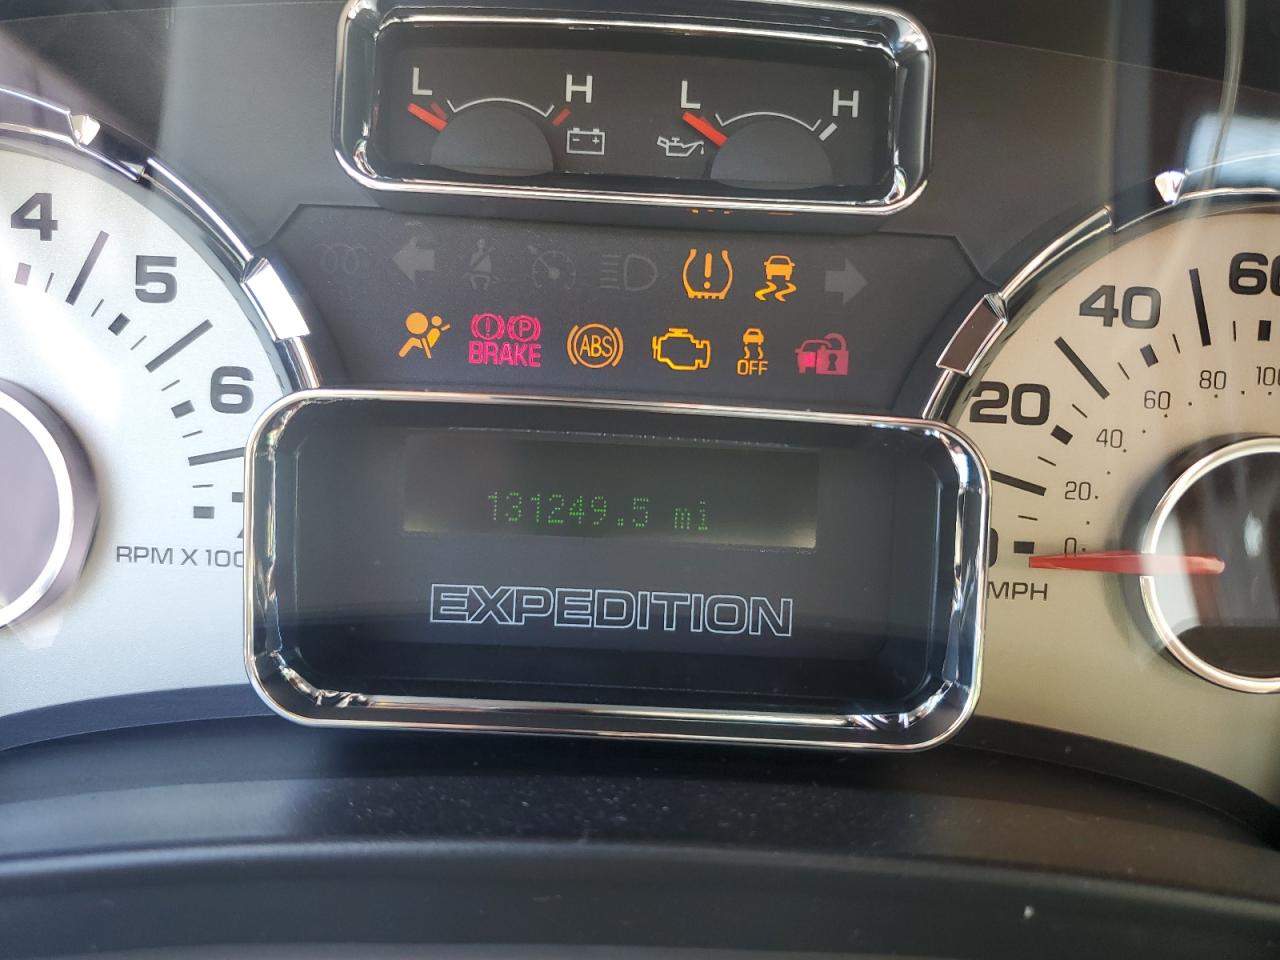 L H L H
4
5
6
RPM X 100
BRAKE ABS OFF
131249.5 mi
EXPEDITION
0 20 40 60
0 20 40 60 80 100
MPH